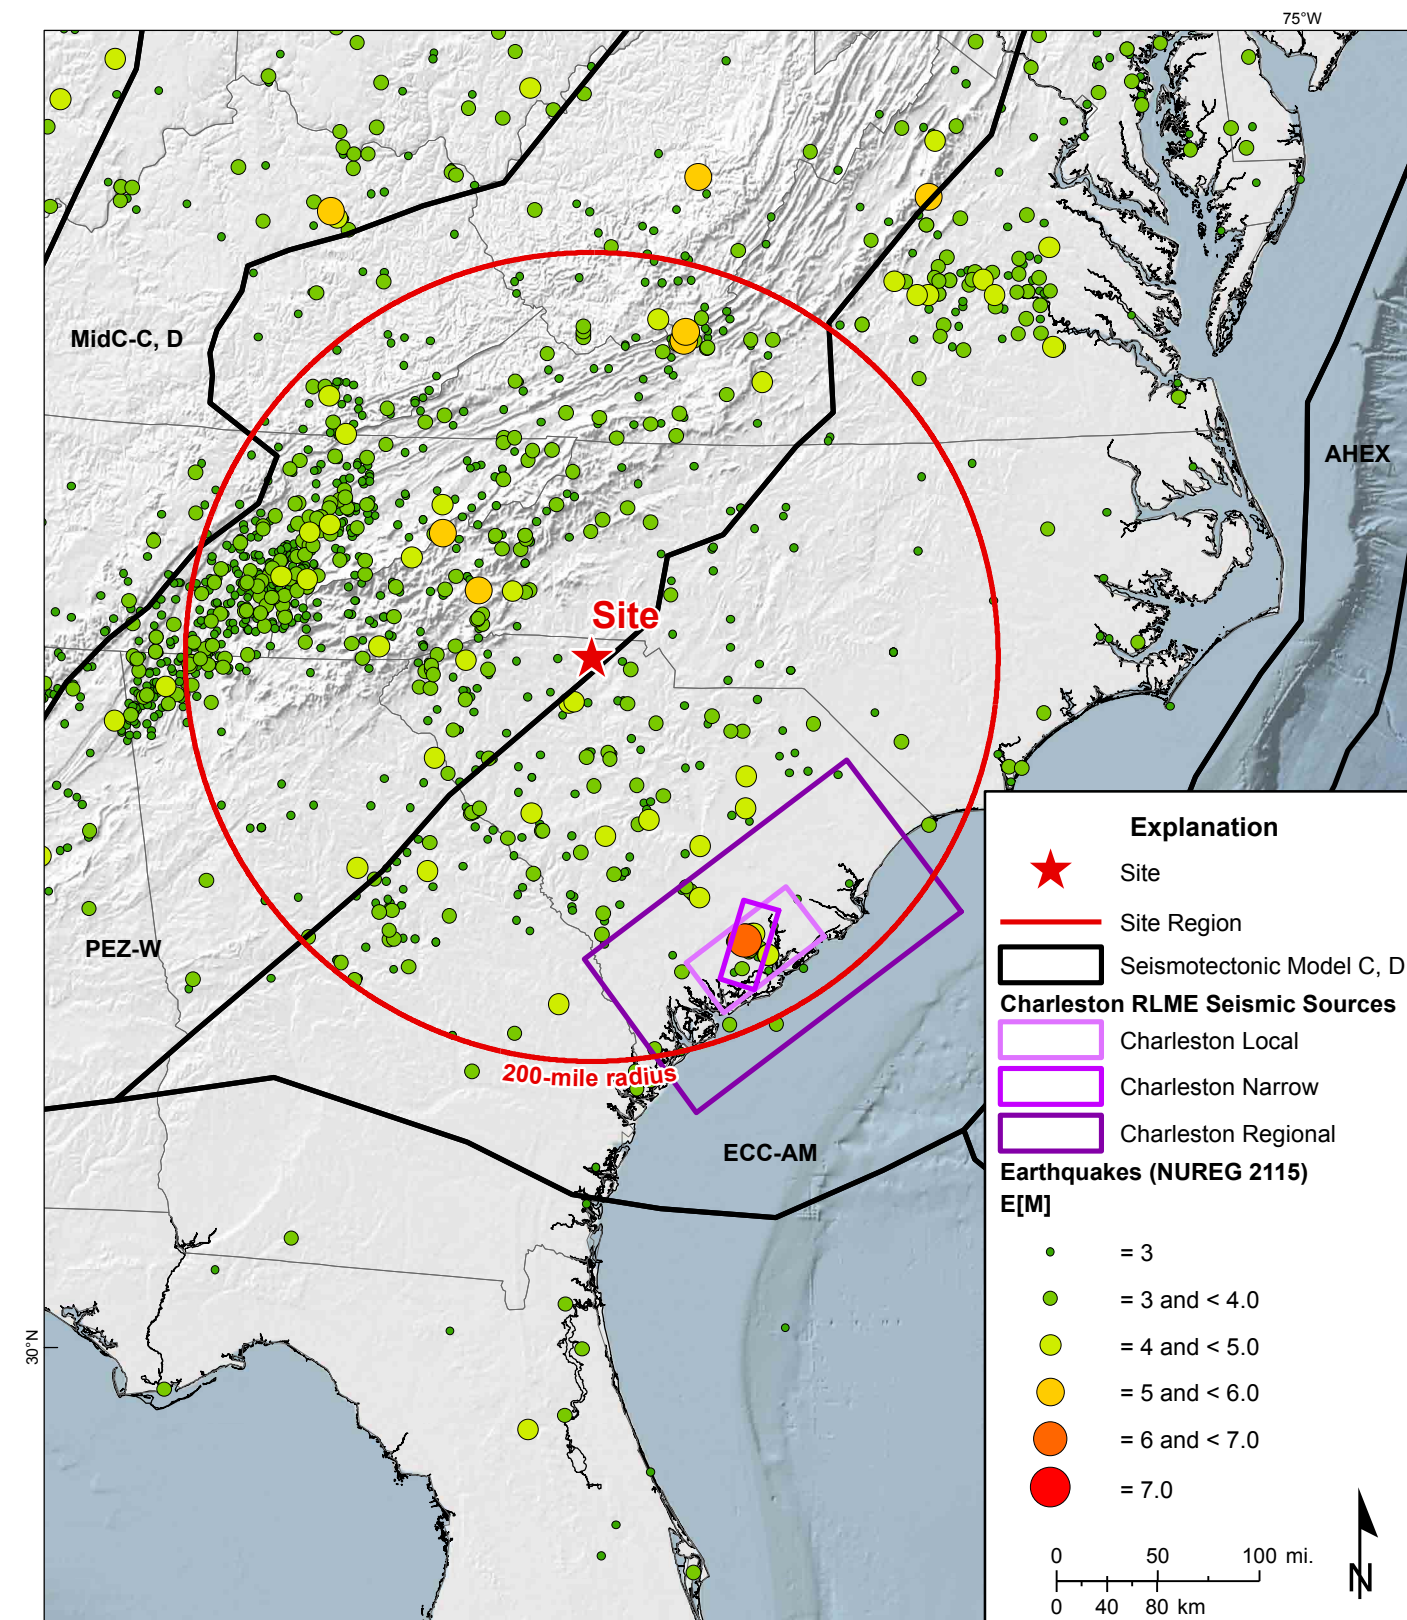 75°W
MidC-C, D
AHEX
Site
PEZ-W
200-mile radius
ECC-AM
30°N
Explanation
Site
Site Region
Seismotectonic Model C, D
Charleston RLME Seismic Sources
Charleston Local
Charleston Narrow
Charleston Regional
Earthquakes (NUREG 2115)
E[M]
= 3
= 3 and < 4.0
= 4 and < 5.0
= 5 and < 6.0
= 6 and < 7.0
= 7.0
0 50 100 mi.
0 40 80 km
N